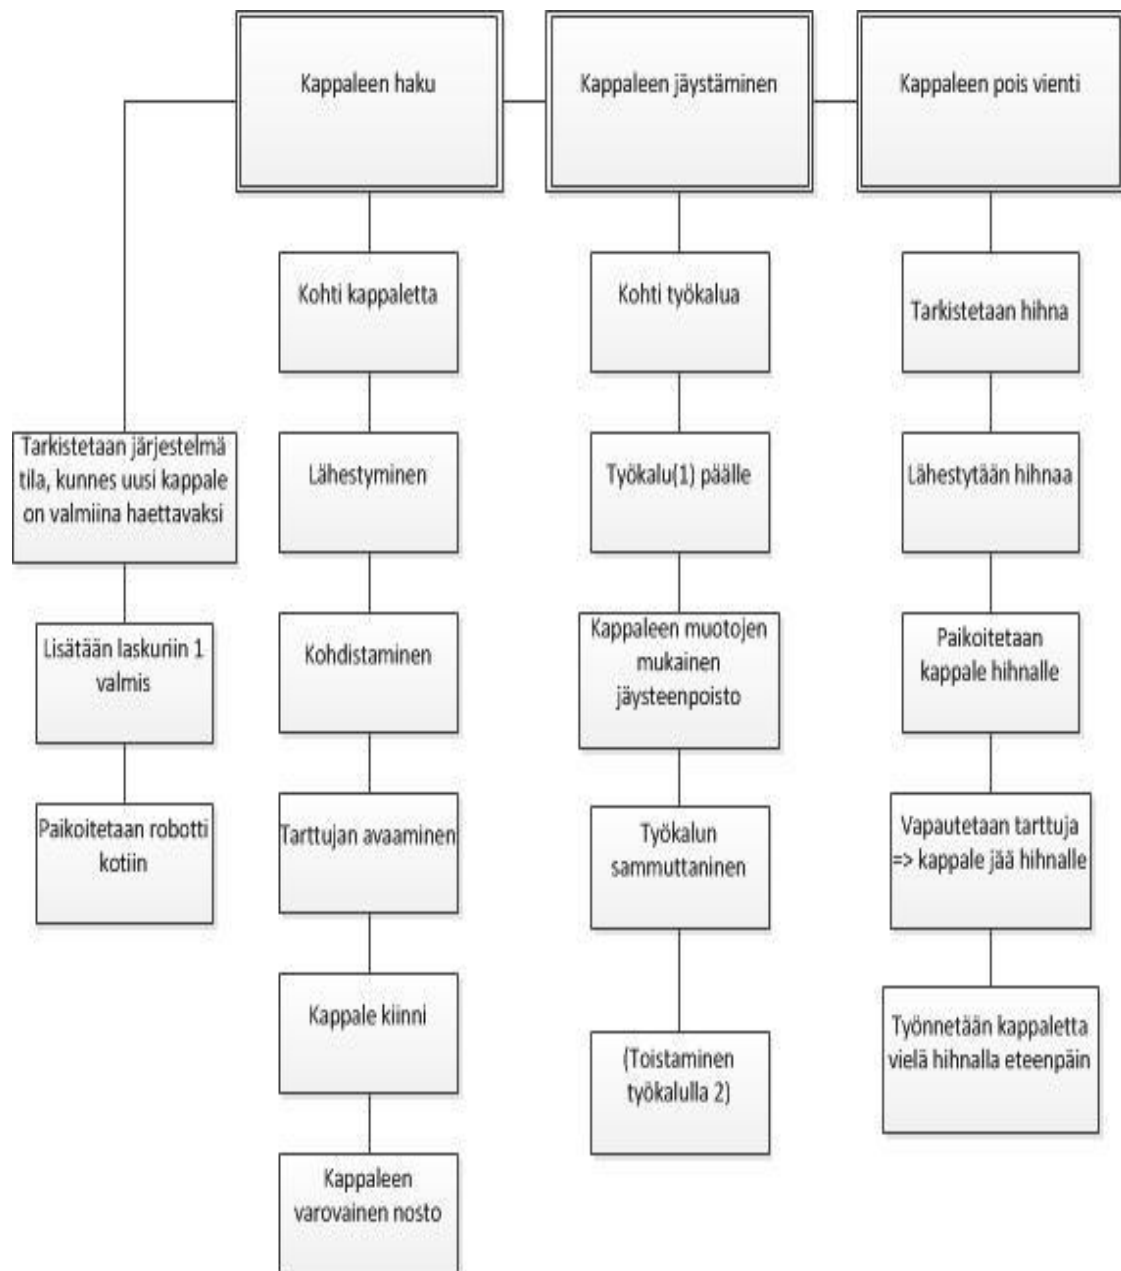 Kappaleen haku
Kappaleen jäystäminen
Kappaleen pois vienti
Tarkistetaan järjestelmä
tila, kunnes uusi kappale
on valmiina haettavaksi
Lisätään laskuriin 1
valmis
Paikoitetaan robotti
kotiin
Kohti kappaletta
Lähestyminen
Kohdistaminen
Tarttujan avaaminen
Kappale kiinni
Kappaleen
varovainen nosto
Kohti työkalua
Työkalu(1) päälle
Kappaleen muotojen
mukainen
jäysteenpoisto
Työkalun
sammuttaninen
(Toistaminen
työkalulla 2)
Tarkistetaan hihna
Lähestytään hihnaa
Paikoitetaan
kappale hihnalle
Vapautetaan tarttuja
=> kappale jää hihnalle
Työnnetään kappaletta
vielä hihnalla eteenpäin